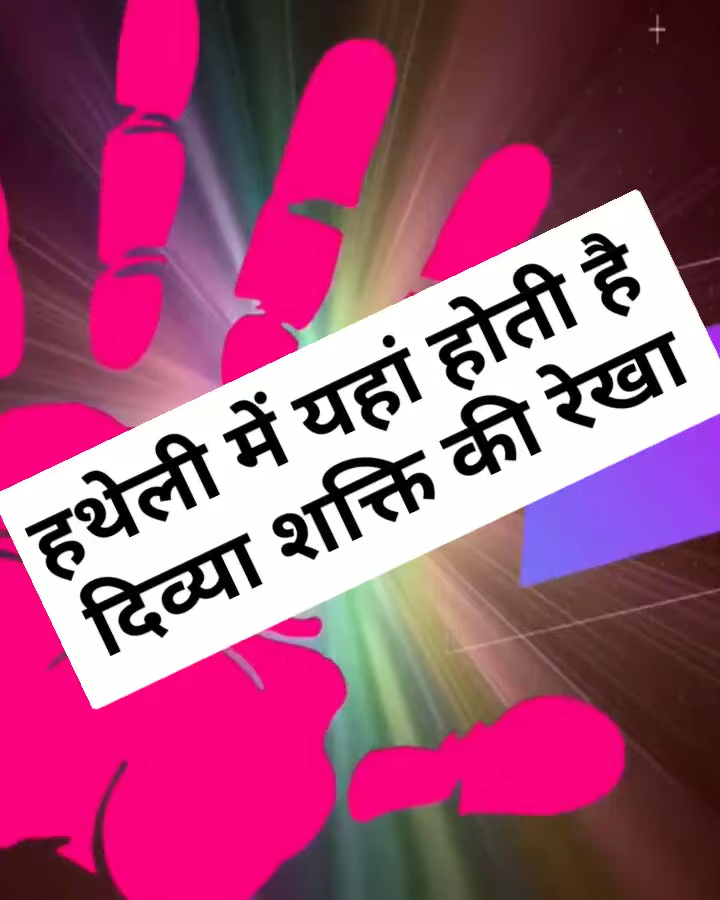 हथेली में यहां होती है
दिव्या शक्ति की रेखा